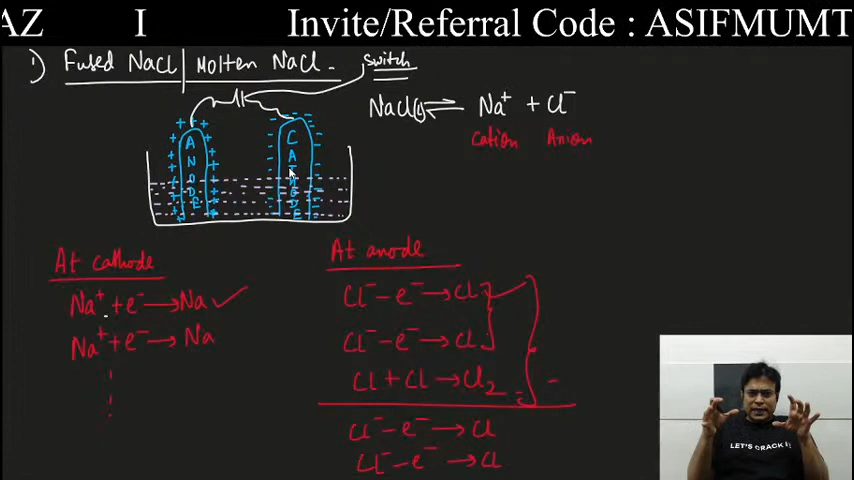 AZ I Invite/Referral Code : ASIFMUMT
1) Fused NaCl | Molten NaCl -
switch
NaCl(l) ⇌ Na⁺ + Cl⁻
Cation Anion
ANODE
CATHODE
At cathode
Na⁺ + e⁻ → Na ✓
Na⁺ + e⁻ → Na
At anode
Cl⁻ - e⁻ → Cl
Cl⁻ - e⁻ → Cl
Cl + Cl → Cl₂
Cl⁻ - e⁻ → Cl
Cl⁻ - e⁻ → Cl
LET'S CRACK IT